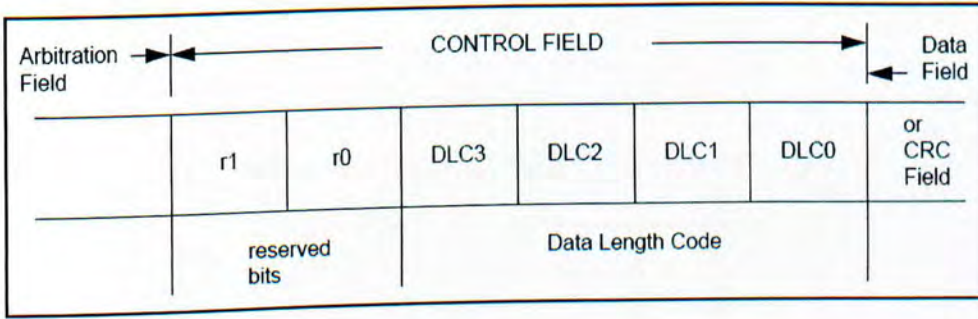 Arbitration
Field
CONTROL FIELD
Data
Field
r1
r0
DLC3
DLC2
DLC1
DLC0
or
CRC
Field
reserved
bits
Data Length Code